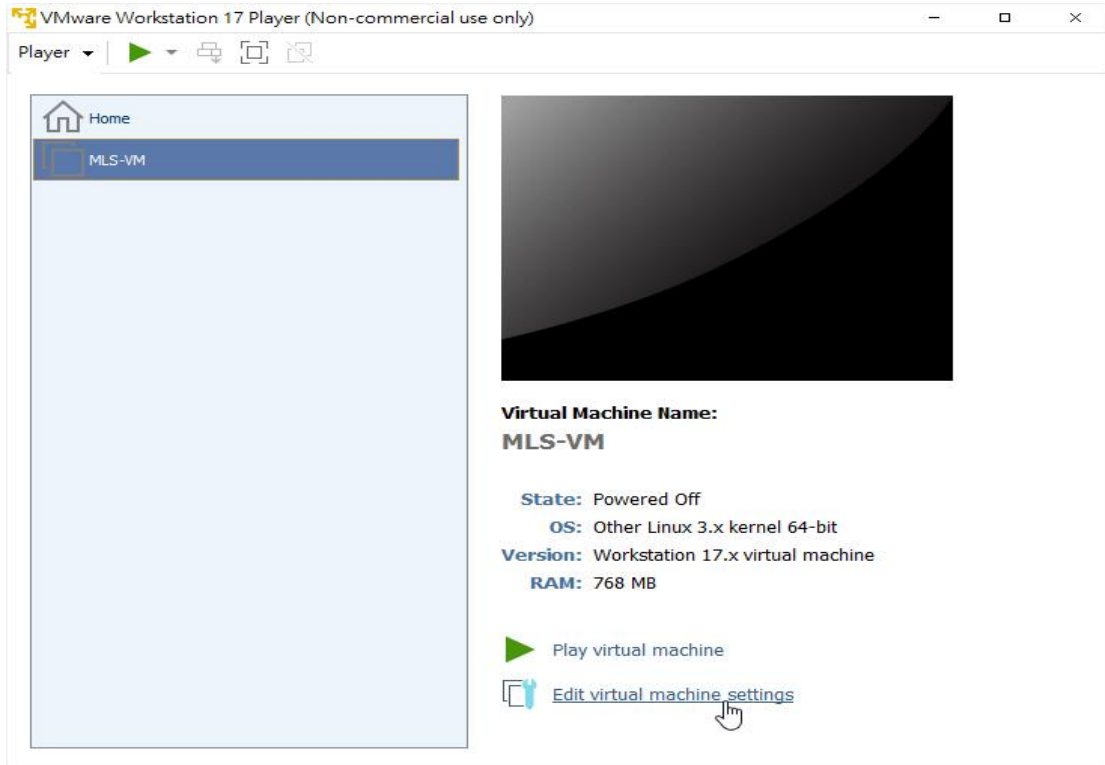 VMware Workstation 17 Player (Non-commercial use only)
Player
Home
MLS-VM
Virtual Machine Name:
MLS-VM
State: Powered Off
OS: Other Linux 3.x kernel 64-bit
Version: Workstation 17.x virtual machine
RAM: 768 MB
Play virtual machine
Edit virtual machine settings